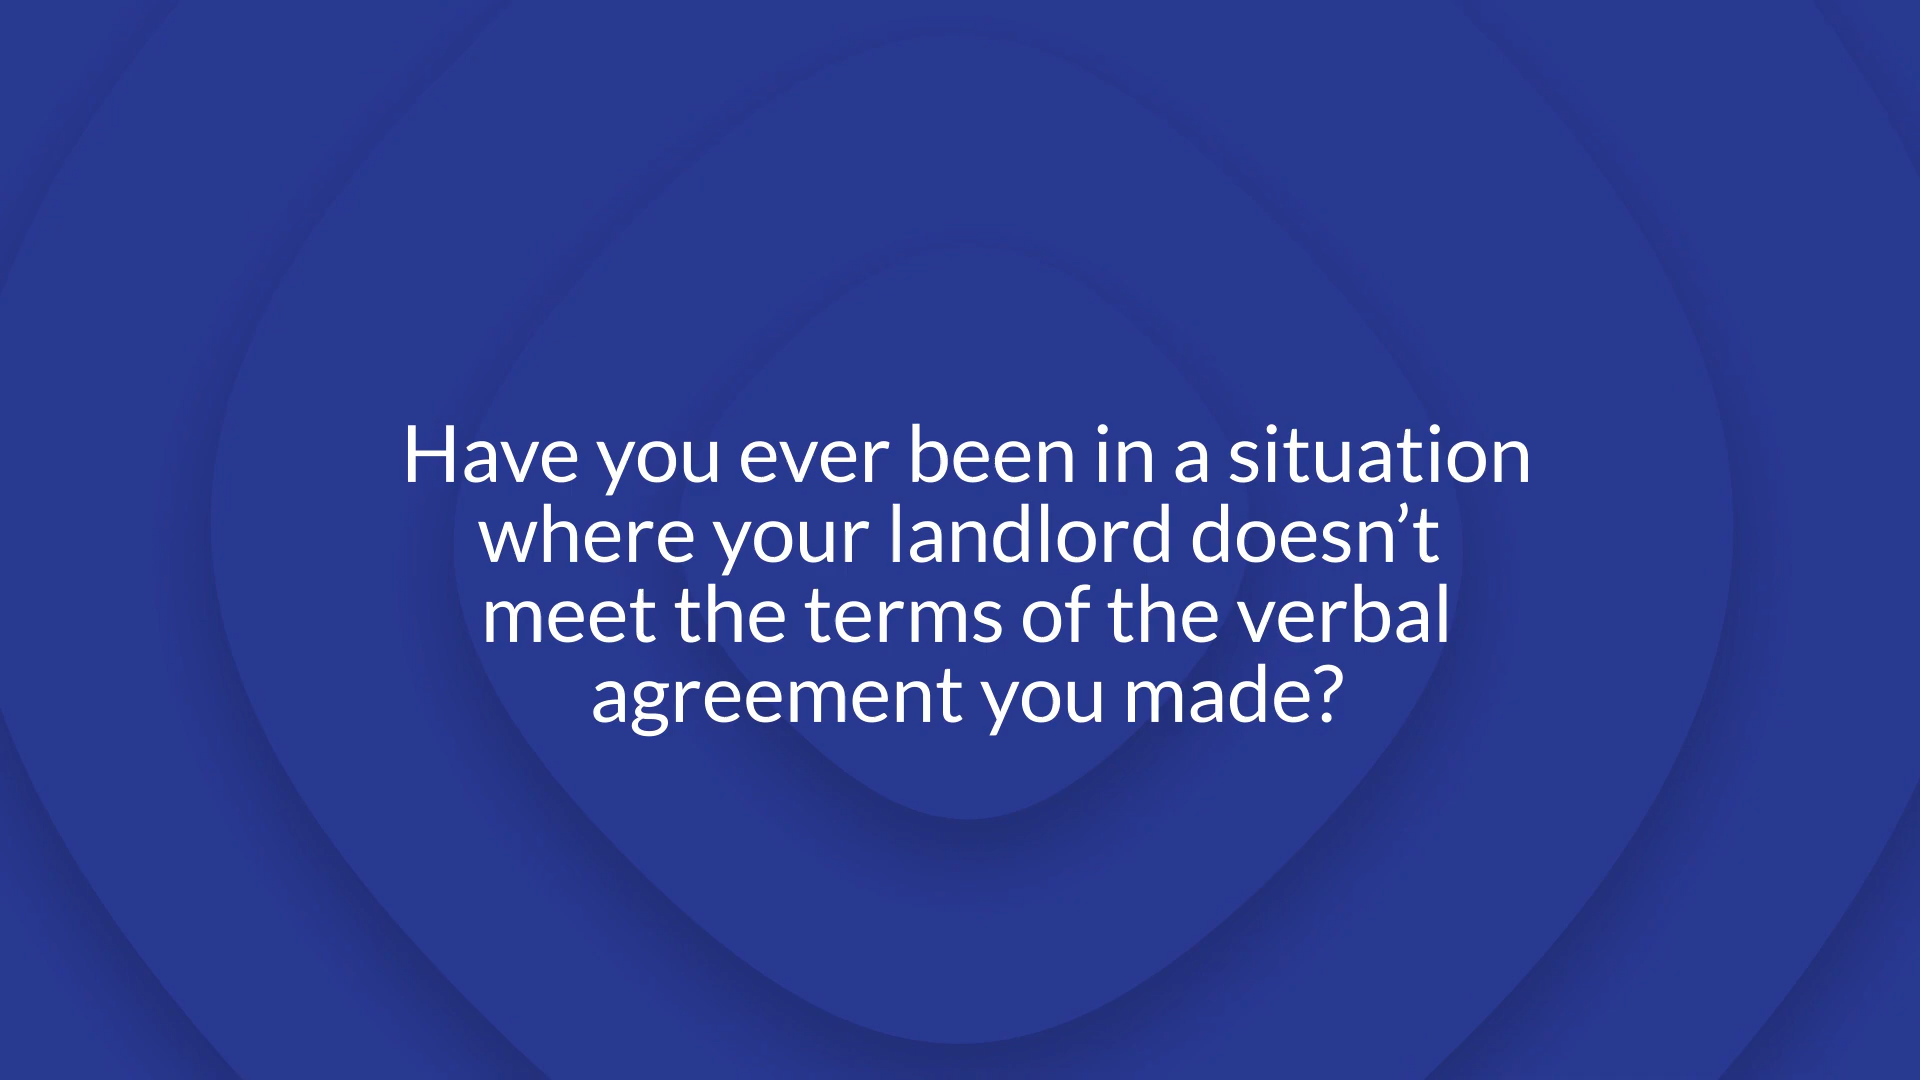 Have you ever been in a situation
where your landlord doesn’t
meet the terms of the verbal
agreement you made?